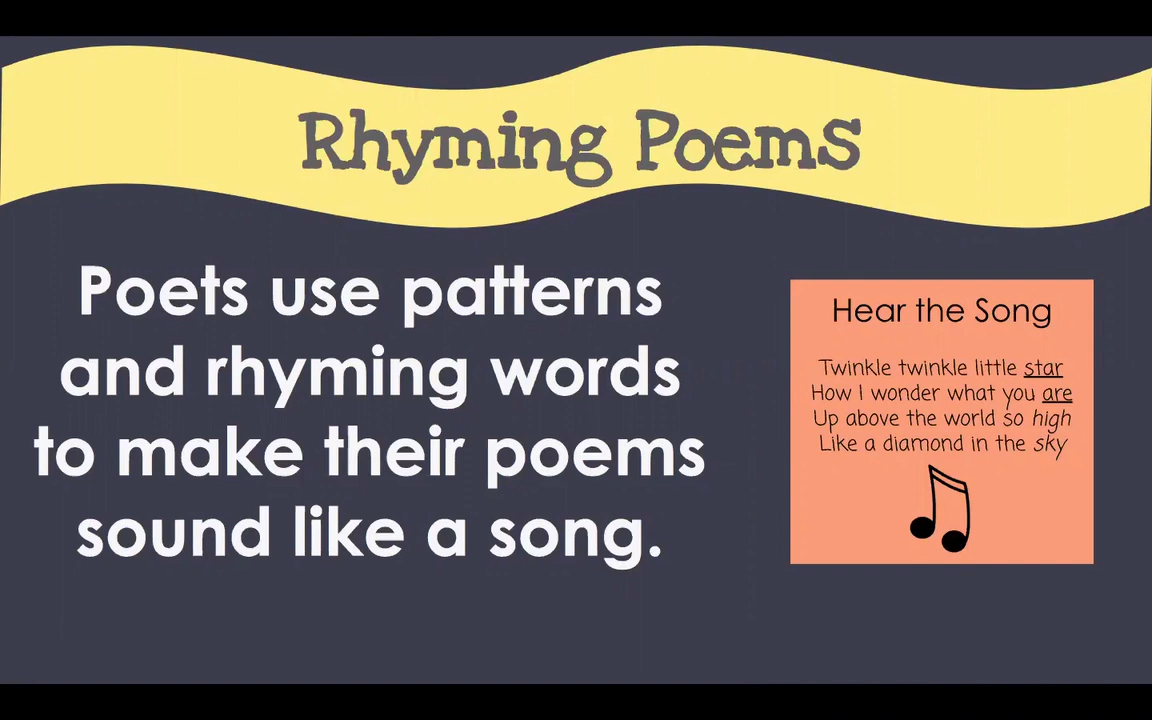 Rhyming Poems
Poets use patterns
and rhyming words
to make their poems
sound like a song.
Hear the Song
Twinkle twinkle little star
How I wonder what you are
Up above the world so high
Like a diamond in the sky